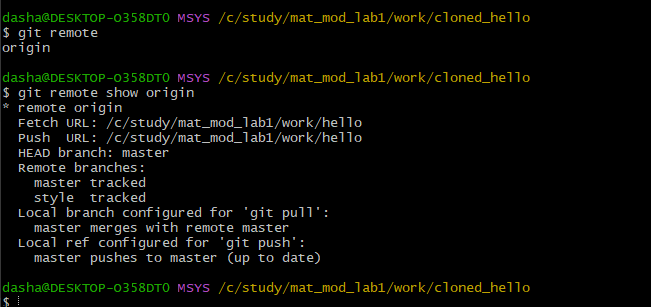 dasha@DESKTOP-O358DT0 MSYS /c/study/mat_mod_lab1/work/cloned_hello
$ git remote
origin
dasha@DESKTOP-O358DT0 MSYS /c/study/mat_mod_lab1/work/cloned_hello
$ git remote show origin
* remote origin
  Fetch URL: /c/study/mat_mod_lab1/work/hello
  Push  URL: /c/study/mat_mod_lab1/work/hello
  HEAD branch: master
  Remote branches:
    master tracked
    style  tracked
  Local branch configured for 'git pull':
    master merges with remote master
  Local ref configured for 'git push':
    master pushes to master (up to date)
dasha@DESKTOP-O358DT0 MSYS /c/study/mat_mod_lab1/work/cloned_hello
$